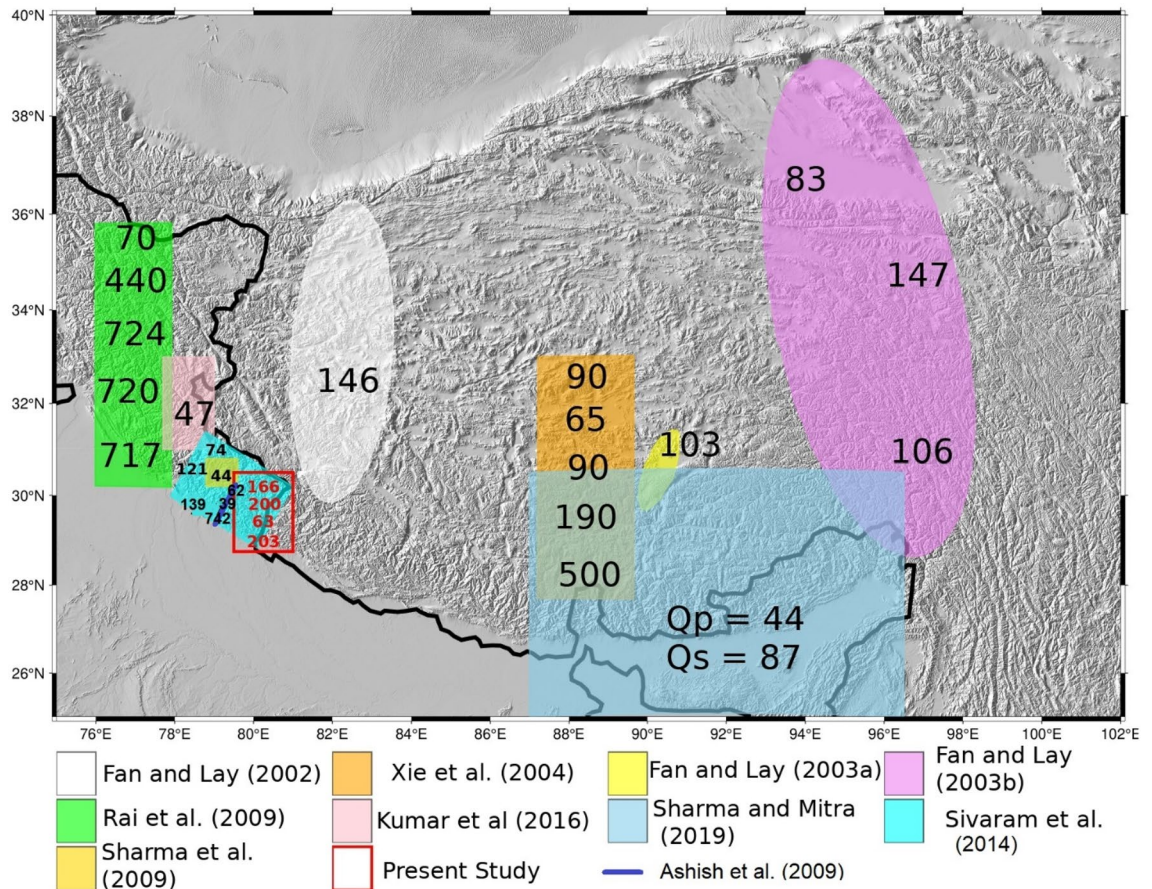 40°N
38°N
36°N
34°N
32°N
30°N
28°N
26°N
83
70
440
147
724
146
90
720
47
65
103
717
74
106
121
44
90
62
166
139
39
200
190
742
63
203
500
Qp = 44
Qs = 87
76°E 78°E 80°E 82°E 84°E 86°E 88°E 90°E 92°E 94°E 96°E 98°E 100°E 102°E
Fan and Lay (2002)
Xie et al. (2004)
Fan and Lay (2003a)
Fan and Lay
(2003b)
Rai et al. (2009)
Kumar et al (2016)
Sharma and Mitra
(2019)
Sivaram et al.
(2014)
Sharma et al.
(2009)
Present Study
Ashish et al. (2009)